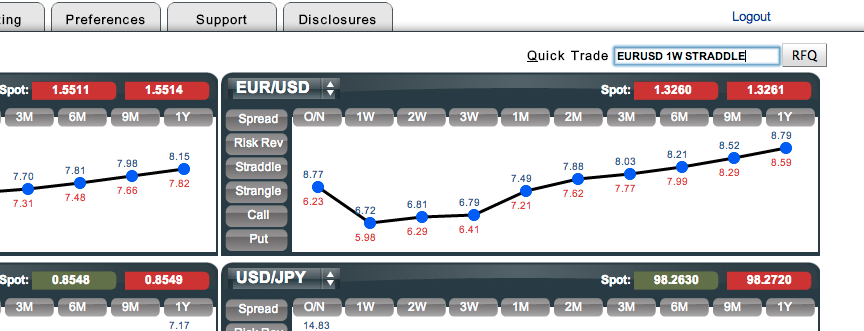 ing Preferences Support Disclosures Logout
Quick Trade EURUSD 1W STRADDLE RFQ
Spot: 1.5511 1.5514
3M 6M 9M 1Y
7.70 7.81 7.98 8.15
7.31 7.48 7.66 7.82
EUR/USD Spot: 1.3260 1.3261
Spread O/N 1W 2W 3W 1M 2M 3M 6M 9M 1Y
Risk Rev
Straddle
Strangle
Call
Put
8.77 6.72 6.81 6.79 7.49 7.88 8.03 8.21 8.52 8.79
6.23 5.98 6.29 6.41 7.21 7.62 7.77 7.99 8.29 8.59
Spot: 0.8548 0.8549
3M 6M 9M 1Y
7.17
USD/JPY Spot: 98.2630 98.2720
Spread O/N 1W 2W 3W 1M 2M 3M 6M 9M 1Y
Risk Rev
14.83